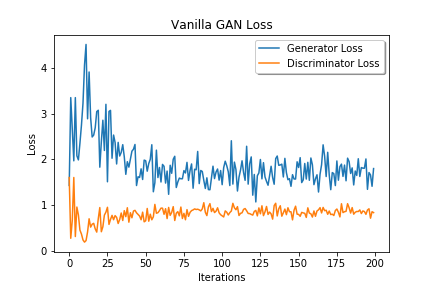 Vanilla GAN Loss
Generator Loss
Discriminator Loss
Loss
4
3
2
1
0
0 25 50 75 100 125 150 175 200
Iterations